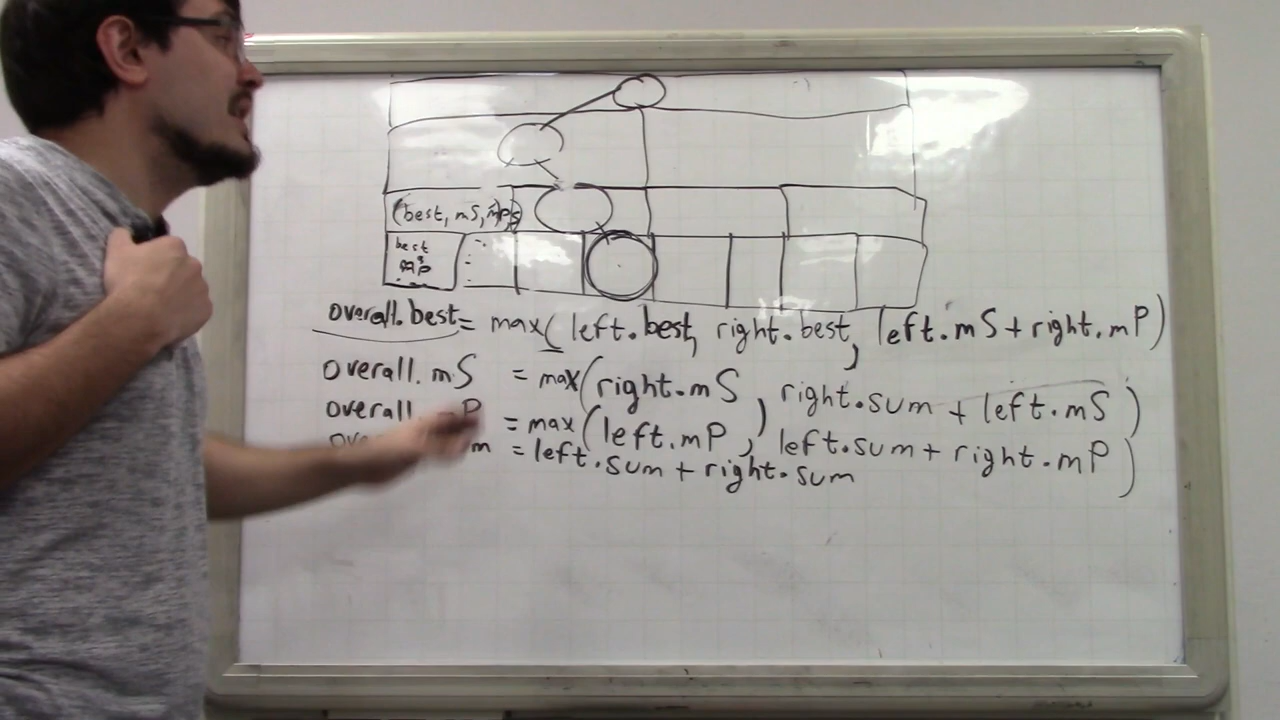 (best, mS, mP, s)
best
mP
overall.best = max( left.best, right.best, left.mS + right.mP )
overall.mS = max( right.mS , right.sum + left.mS )
overall P = max( left.mP , left.sum + right.mP )
m = left.sum + right.sum